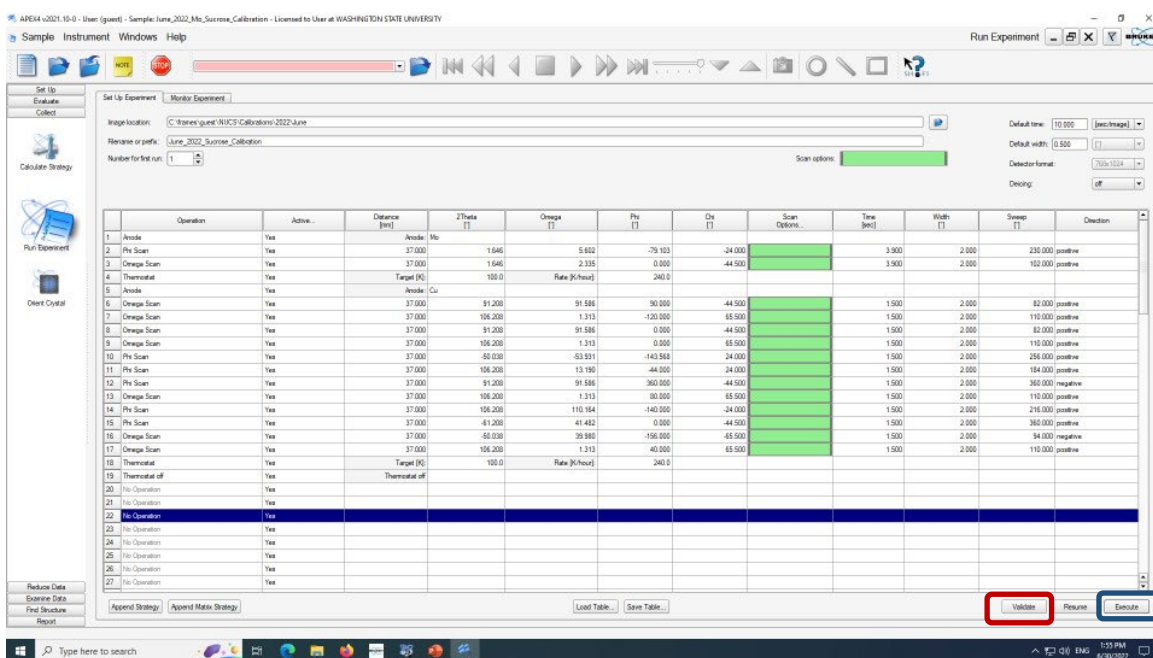 APEX4 v2021.10-0 - User: (guest) - Sample: June_2022_Mo_Sucrose_Calibration - Licensed to User at WASHINGTON STATE UNIVERSITY
Sample Instrument Windows Help Run Experiment BRUKER
NOTE STOP
Set Up
Evaluate
Collect
Calculate Strategy
Run Experiment
Orient Crystal
Reduce Data
Examine Data
Find Structure
Report
Set Up Experiment Monitor Experiment
Image location: C:\frames\guest\NUCS\Calibrations\2022\June
Filename or prefix: June_2022_Sucrose_Calibration
Number for first run: 1
Scan options:
Default time: 10.000 [sec/image]
Default width: 0.500 [°]
Detector format: 768x1024
Deicing: off
Operation Active... Distance [mm] 2Theta [°] Omega [°] Phi [°] Chi [°] Scan Options... Time [sec] Width [°] Sweep [°] Direction
1 Anode Yes Anode: Mo
2 Phi Scan Yes 37.000 1.646 5.602 -79.103 -24.000 3.900 2.000 230.000 positive
3 Omega Scan Yes 37.000 1.646 2.335 0.000 -44.500 3.900 2.000 102.000 positive
4 Thermostat Yes Target [K]: 100.0 Rate [K/hour]: 240.0
5 Anode Yes Anode: Cu
6 Omega Scan Yes 37.000 91.208 91.586 90.000 -44.500 1.500 2.000 82.000 positive
7 Omega Scan Yes 37.000 106.208 1.313 -120.000 65.500 1.500 2.000 110.000 positive
8 Omega Scan Yes 37.000 91.208 91.586 0.000 -44.500 1.500 2.000 82.000 positive
9 Omega Scan Yes 37.000 106.208 1.313 0.000 65.500 1.500 2.000 110.000 positive
10 Phi Scan Yes 37.000 -50.038 -53.931 -143.568 24.000 1.500 2.000 256.000 positive
11 Phi Scan Yes 37.000 106.208 13.190 -44.000 24.000 1.500 2.000 184.000 positive
12 Phi Scan Yes 37.000 91.208 91.586 360.000 -44.500 1.500 2.000 360.000 negative
13 Omega Scan Yes 37.000 106.208 1.313 80.000 65.500 1.500 2.000 110.000 positive
14 Phi Scan Yes 37.000 106.208 110.164 -140.000 -24.000 1.500 2.000 216.000 positive
15 Phi Scan Yes 37.000 -61.208 41.482 0.000 -44.500 1.500 2.000 360.000 positive
16 Omega Scan Yes 37.000 -50.038 39.980 -156.000 -65.500 1.500 2.000 94.000 negative
17 Omega Scan Yes 37.000 106.208 1.313 40.000 65.500 1.500 2.000 110.000 positive
18 Thermostat Yes Target [K]: 100.0 Rate [K/hour]: 240.0
19 Thermostat off Yes Thermostat off
20 No Operation Yes
21 No Operation Yes
22 No Operation Yes
23 No Operation Yes
24 No Operation Yes
25 No Operation Yes
26 No Operation Yes
27 No Operation Yes
Append Strategy Append Matrix Strategy Load Table... Save Table... Validate Resume Execute
Type here to search ENG 1:55 PM
6/30/2022